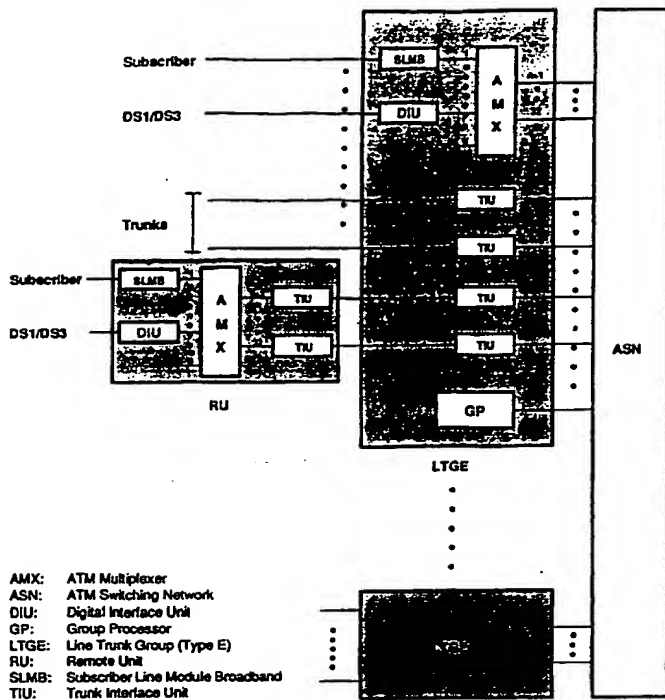 Subscriber
SLMB
AMX
DS1/DS3
DIU
TIU
Trunks
TIU
Subscriber
SLMB
AMX
TIU
TIU
DS1/DS3
DIU
TIU
TIU
ASN
RU
GP
LTGE
AMX: ATM Multiplexer
ASN: ATM Switching Network
DIU: Digital Interface Unit
GP: Group Processor
LTGE: Line Trunk Group (Type E)
RU: Remote Unit
SLMB: Subscriber Line Module Broadband
TIU: Trunk Interface Unit